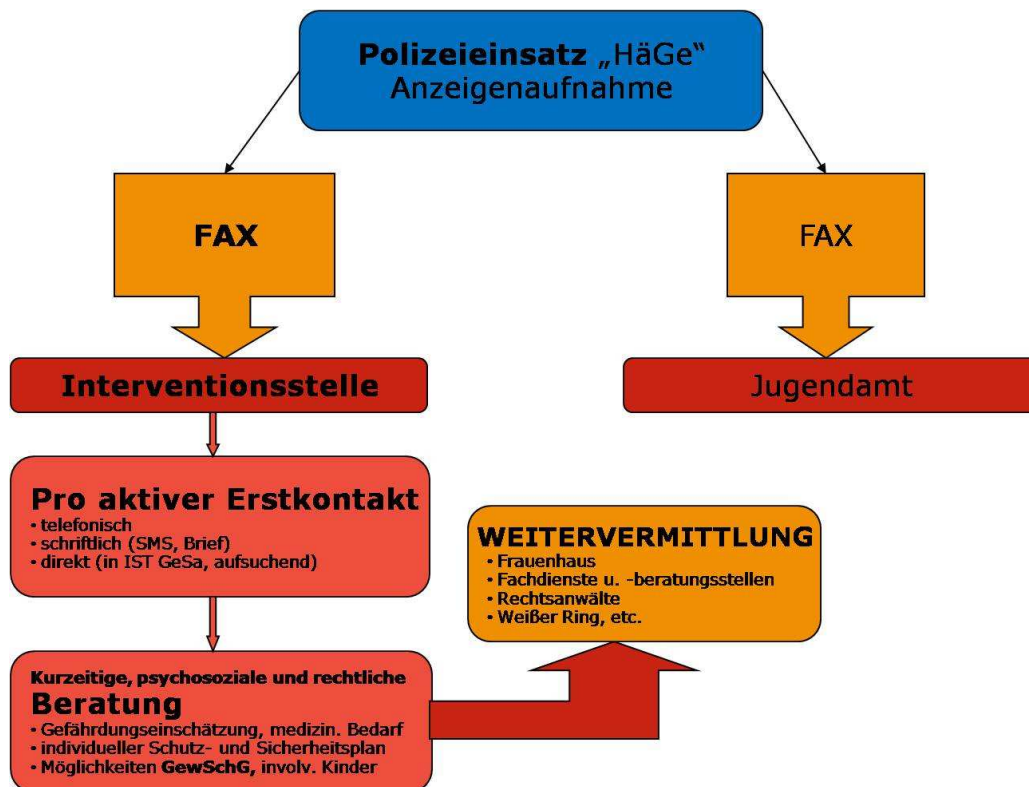 Polizeieinsatz „HäGe“
Anzeigenaufnahme
FAX
FAX
Interventionsstelle
Jugendamt
Pro aktiver Erstkontakt
• telefonisch
• schriftlich (SMS, Brief)
• direkt (in IST GeSa, aufsuchend)
WEITERVERMITTLUNG
• Frauenhaus
• Fachdienste u. -beratungsstellen
• Rechtsanwälte
• Weißer Ring, etc.
Kurzeitige, psychosoziale und rechtliche
Beratung
• Gefährdungseinschätzung, medizin. Bedarf
• individueller Schutz- und Sicherheitsplan
• Möglichkeiten GewSchG, involv. Kinder